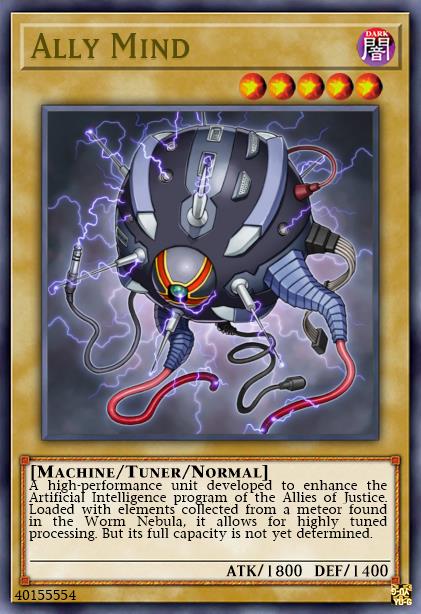 ALLY MIND
DARK
闇
[MACHINE/TUNER/NORMAL]
A high-performance unit developed to enhance the
Artificial Intelligence program of the Allies of Justice.
Loaded with elements collected from a meteor found
in the Worm Nebula, it allows for highly tuned
processing. But its full capacity is not yet determined.
ATK/1800 DEF/1400
40155554